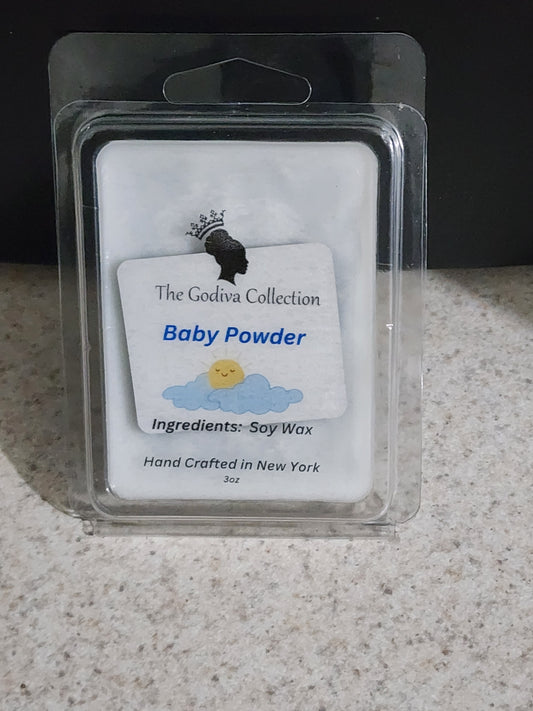 The Godiva Collection
Baby Powder
Ingredients: Soy Wax
Hand Crafted in New York
3oz